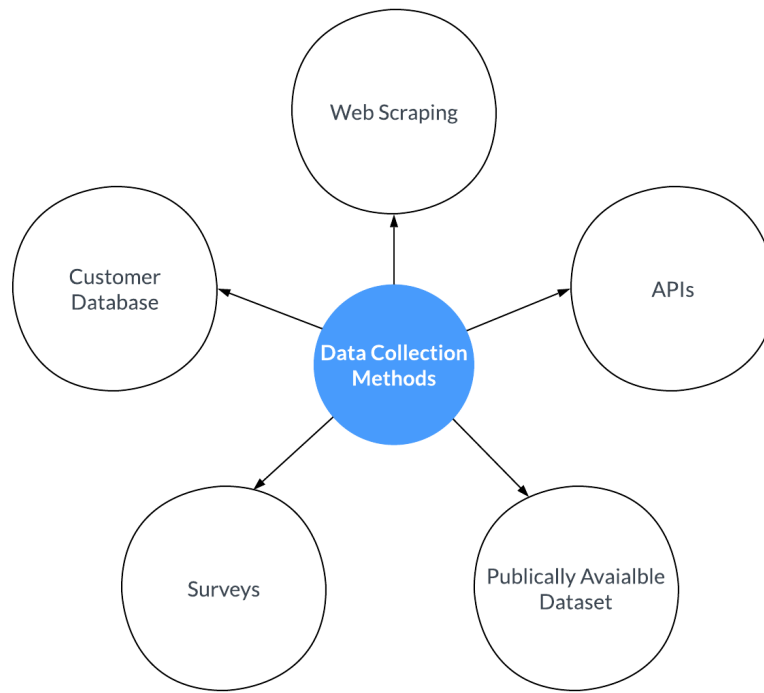 Web Scraping
Customer
Database
APIs
Data Collection
Methods
Surveys
Publically Avaialble
Dataset